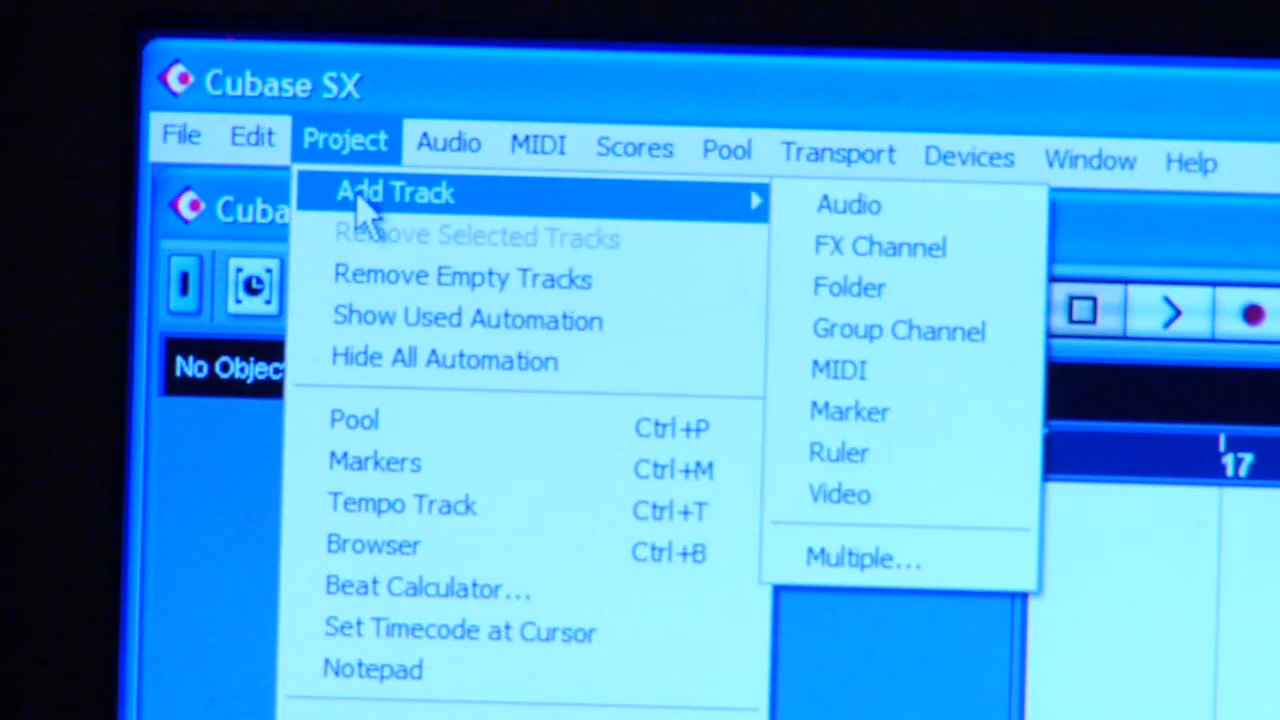 Cubase SX
File Edit Project Audio MIDI Scores Pool Transport Devices Window Help
Cuba
No Objec
Add Track
Remove Selected Tracks
Remove Empty Tracks
Show Used Automation
Hide All Automation
Pool Ctrl+P
Markers Ctrl+M
Tempo Track Ctrl+T
Browser Ctrl+B
Beat Calculator...
Set Timecode at Cursor
Notepad
Audio
FX Channel
Folder
Group Channel
MIDI
Marker
Ruler
Video
Multiple...
17